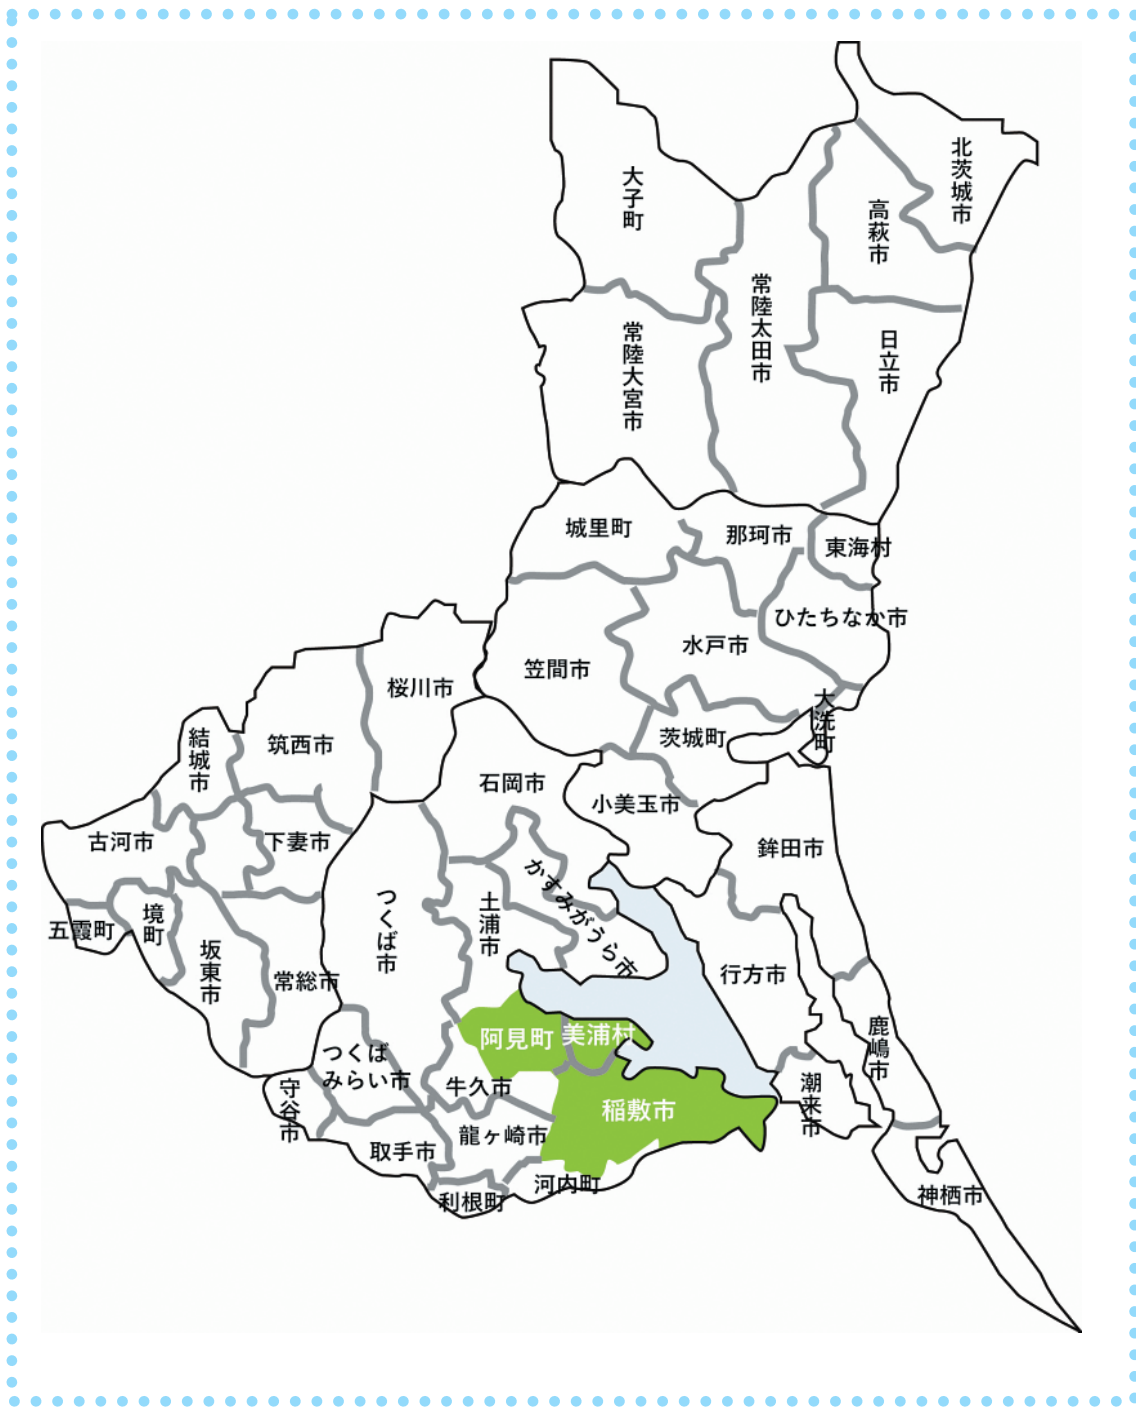 北茨城市
大子町
高萩市
常陸太田市
常陸大宮市
日立市
城里町
那珂市
東海村
ひたちなか市
水戸市
笠間市
桜川市
大洗町
茨城町
筑西市
結城市
石岡市
小美玉市
古河市
下妻市
鉾田市
かすみがうら市
つくば市
土浦市
境町
五霞町
坂東市
常総市
行方市
阿見町
美浦村
鹿嶋市
つくば
みらい市
牛久市
潮来市
守谷市
稲敷市
龍ヶ崎市
取手市
河内町
利根町
神栖市